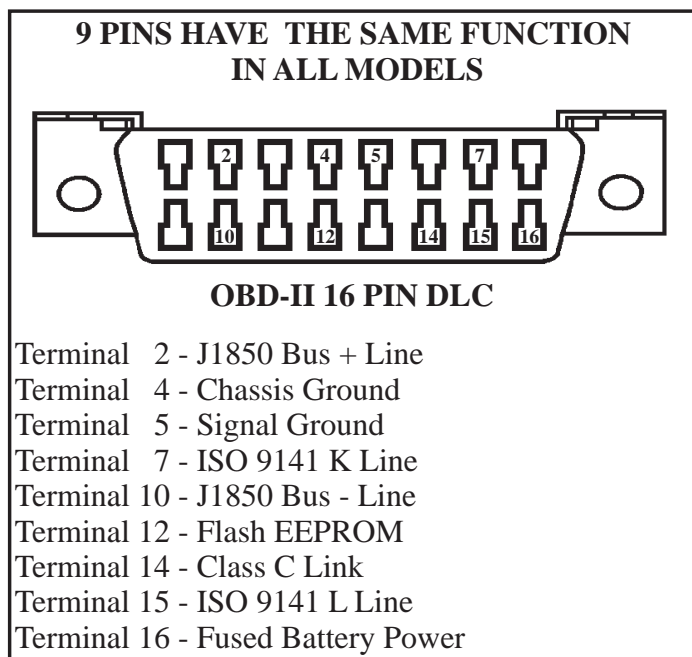 9 PINS HAVE THE SAME FUNCTION
IN ALL MODELS
2 4 5 7
10 12 14 15 16
OBD-II 16 PIN DLC
Terminal 2 - J1850 Bus + Line
Terminal 4 - Chassis Ground
Terminal 5 - Signal Ground
Terminal 7 - ISO 9141 K Line
Terminal 10 - J1850 Bus - Line
Terminal 12 - Flash EEPROM
Terminal 14 - Class C Link
Terminal 15 - ISO 9141 L Line
Terminal 16 - Fused Battery Power